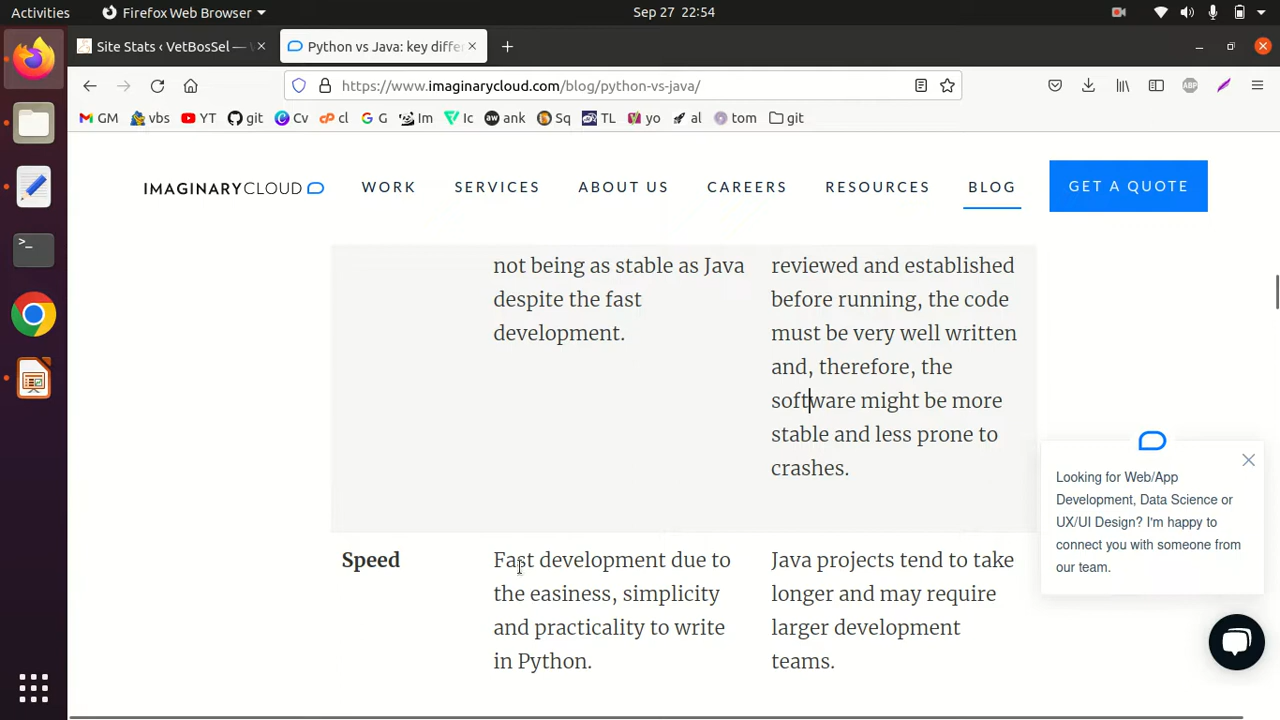 Activities
Firefox Web Browser
Sep 27 22:54
Site Stats ‹ VetBosSel —
Python vs Java: key diffe
https://www.imaginarycloud.com/blog/python-vs-java/
ABP
GM
vbs
YT
git
Cv
cl
G
Im
Ic
aw ank
Sq
TL
yo
al
tom
git
IMAGINARYCLOUD
WORK
SERVICES
ABOUT US
CAREERS
RESOURCES
BLOG
GET A QUOTE
not being as stable as Java
despite the fast
development.
reviewed and established
before running, the code
must be very well written
and, therefore, the
software might be more
stable and less prone to
crashes.
Speed
Fast development due to
the easiness, simplicity
and practicality to write
in Python.
Java projects tend to take
longer and may require
larger development
teams.
Looking for Web/App
Development, Data Science or
UX/UI Design? I'm happy to
connect you with someone from
our team.